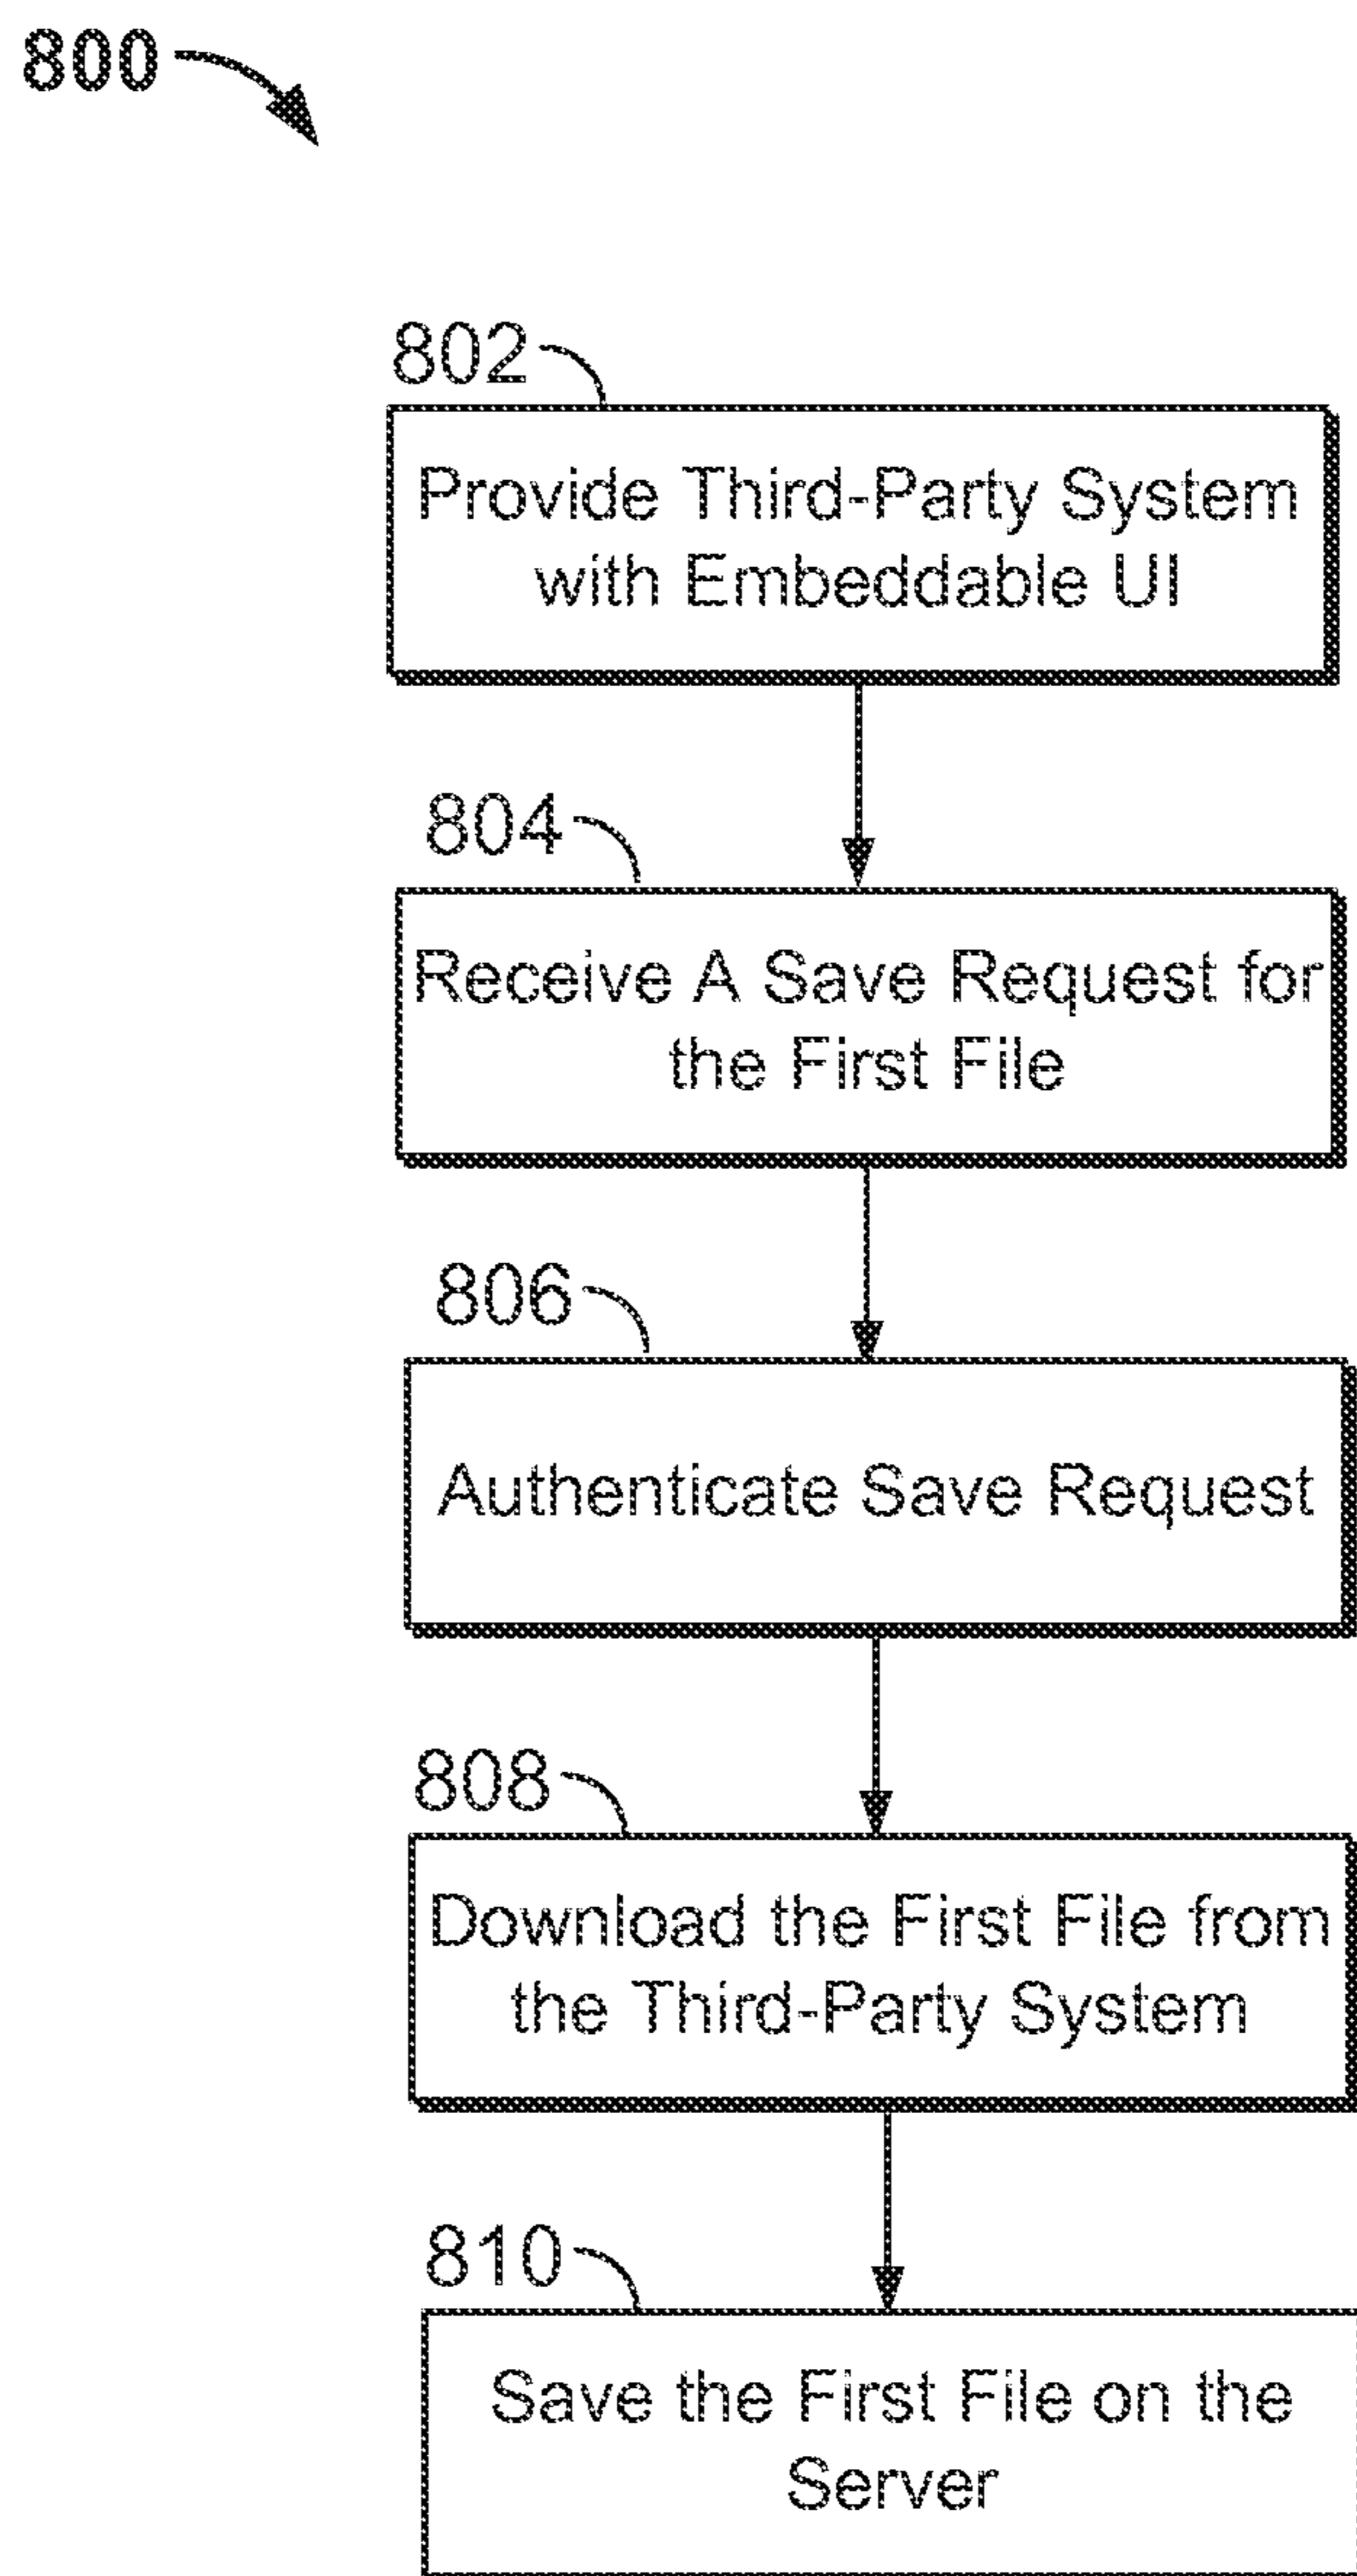 800
802
Provide Third-Party System
with Embeddable UI
804
Receive A Save Request for
the First File
806
Authenticate Save Request
808
Download the First File from
the Third-Party System
810
Save the First File on the
Server